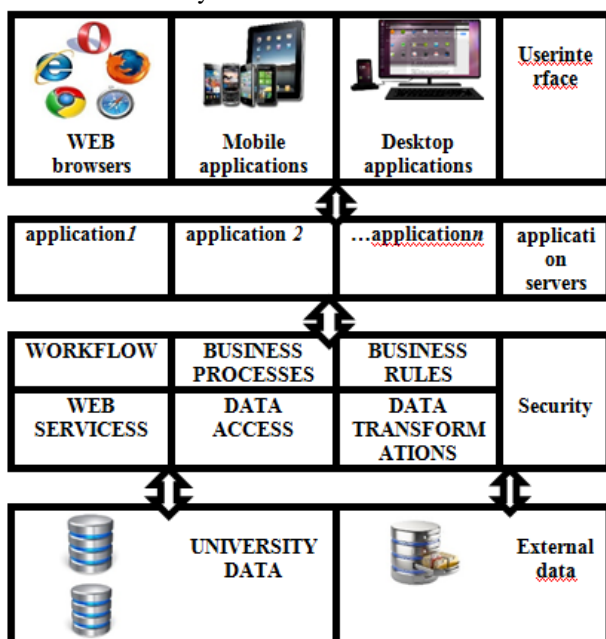 Userinte
rface
WEB
browsers
Mobile
applications
Desktop
applications
application1
application 2
...applicationn
applicati
on
servers
WORKFLOW
BUSINESS
PROCESSES
BUSINESS
RULES
WEB
SERVICESS
DATA
ACCESS
DATA
TRANSFORM
ATIONS
Security
UNIVERSITY
DATA
External
data